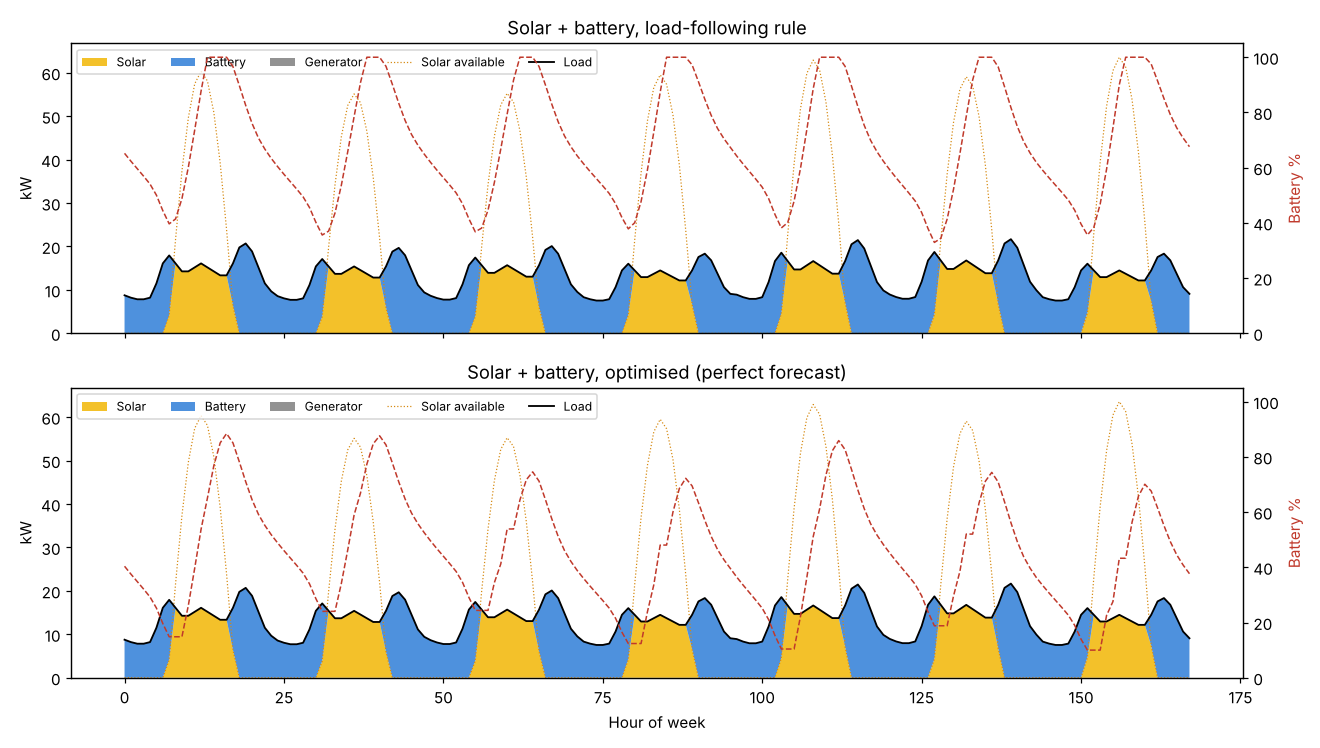 Solar + battery, load-following rule
Solar Battery Generator Solar available Load
60
50
40
30
20
10
0
kW
100
80
60
40
20
0
Battery %
Solar + battery, optimised (perfect forecast)
Solar Battery Generator Solar available Load
60
50
40
30
20
10
0
kW
100
80
60
40
20
0
Battery %
0 25 50 75 100 125 150 175
Hour of week